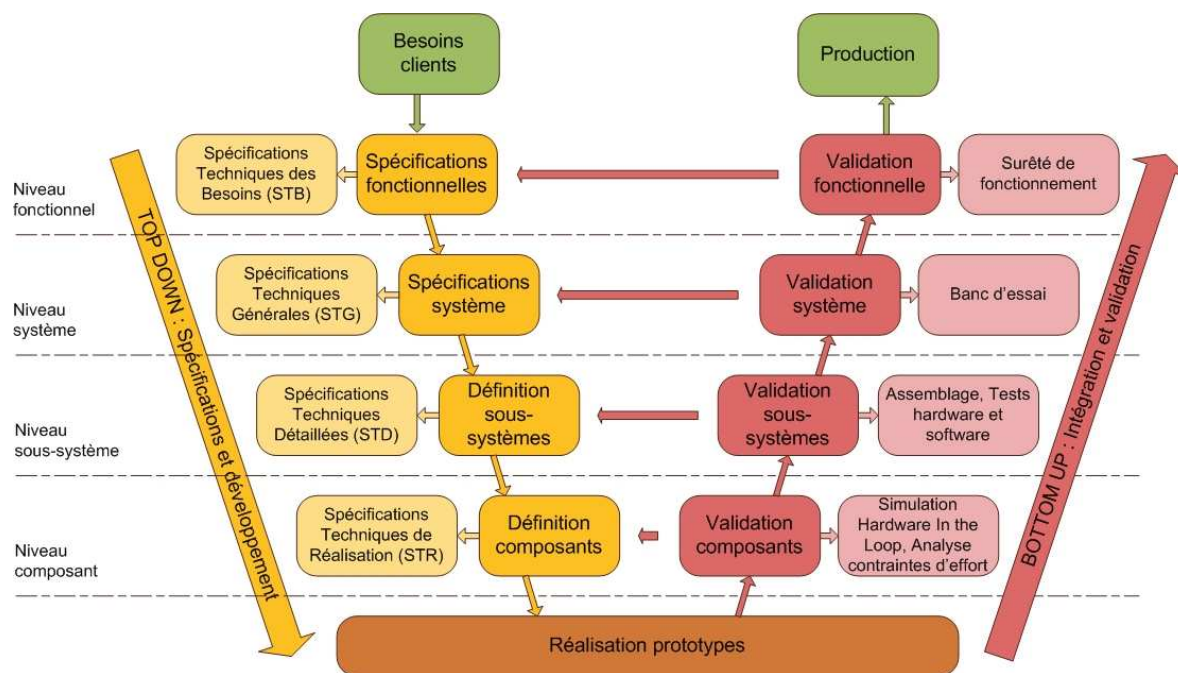 Besoins
clients
Production
Spécifications
Techniques des
Besoins (STB)
Spécifications
fonctionnelles
Validation
fonctionnelle
Surêté de
fonctionnement
Niveau
fonctionnel
Spécifications
Techniques
Générales (STG)
Spécifications
système
Validation
système
Banc d'essai
Niveau
système
Spécifications
Techniques
Détaillées (STD)
Définition
sous-
systèmes
Validation
sous-
systèmes
Assemblage, Tests
hardware et
software
Niveau
sous-système
Spécifications
Techniques de
Réalisation (STR)
Définition
composants
Validation
composants
Simulation
Hardware In the
Loop, Analyse
contraintes d'effort
Niveau
composant
Réalisation prototypes
TOP DOWN : Spécifications et développement
BOTTOM UP : Intégration et validation